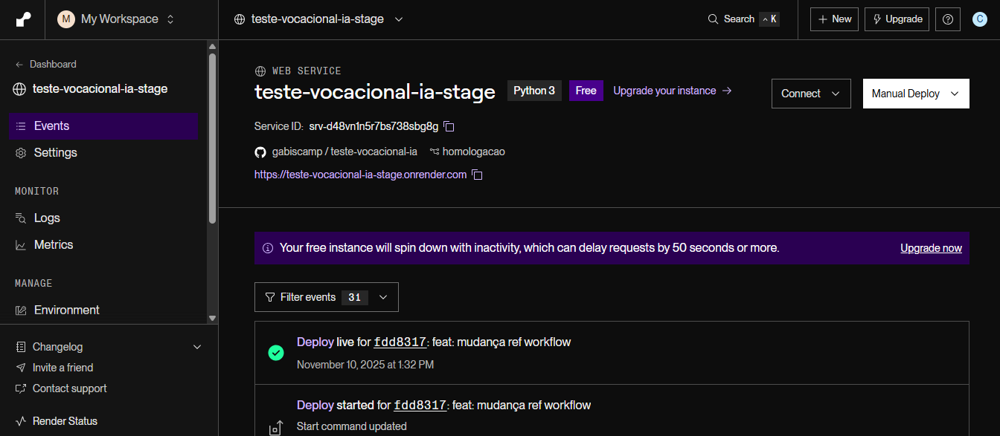 M My Workspace
teste-vocacional-ia-stage
Search ^ K
+ New
Upgrade
C
← Dashboard
teste-vocacional-ia-stage
Events
Settings
MONITOR
Logs
Metrics
MANAGE
Environment
Changelog
Invite a friend
Contact support
Render Status
WEB SERVICE
teste-vocacional-ia-stage Python 3 Free Upgrade your instance →
Connect
Manual Deploy
Service ID: srv-d48vn1n5r7bs738sbg8g
gabiscamp / teste-vocacional-ia homologacao
https://teste-vocacional-ia-stage.onrender.com
Your free instance will spin down with inactivity, which can delay requests by 50 seconds or more. Upgrade now
Filter events 31
Deploy live for fdd8317: feat: mudança ref workflow
November 10, 2025 at 1:32 PM
Deploy started for fdd8317: feat: mudança ref workflow
Start command updated